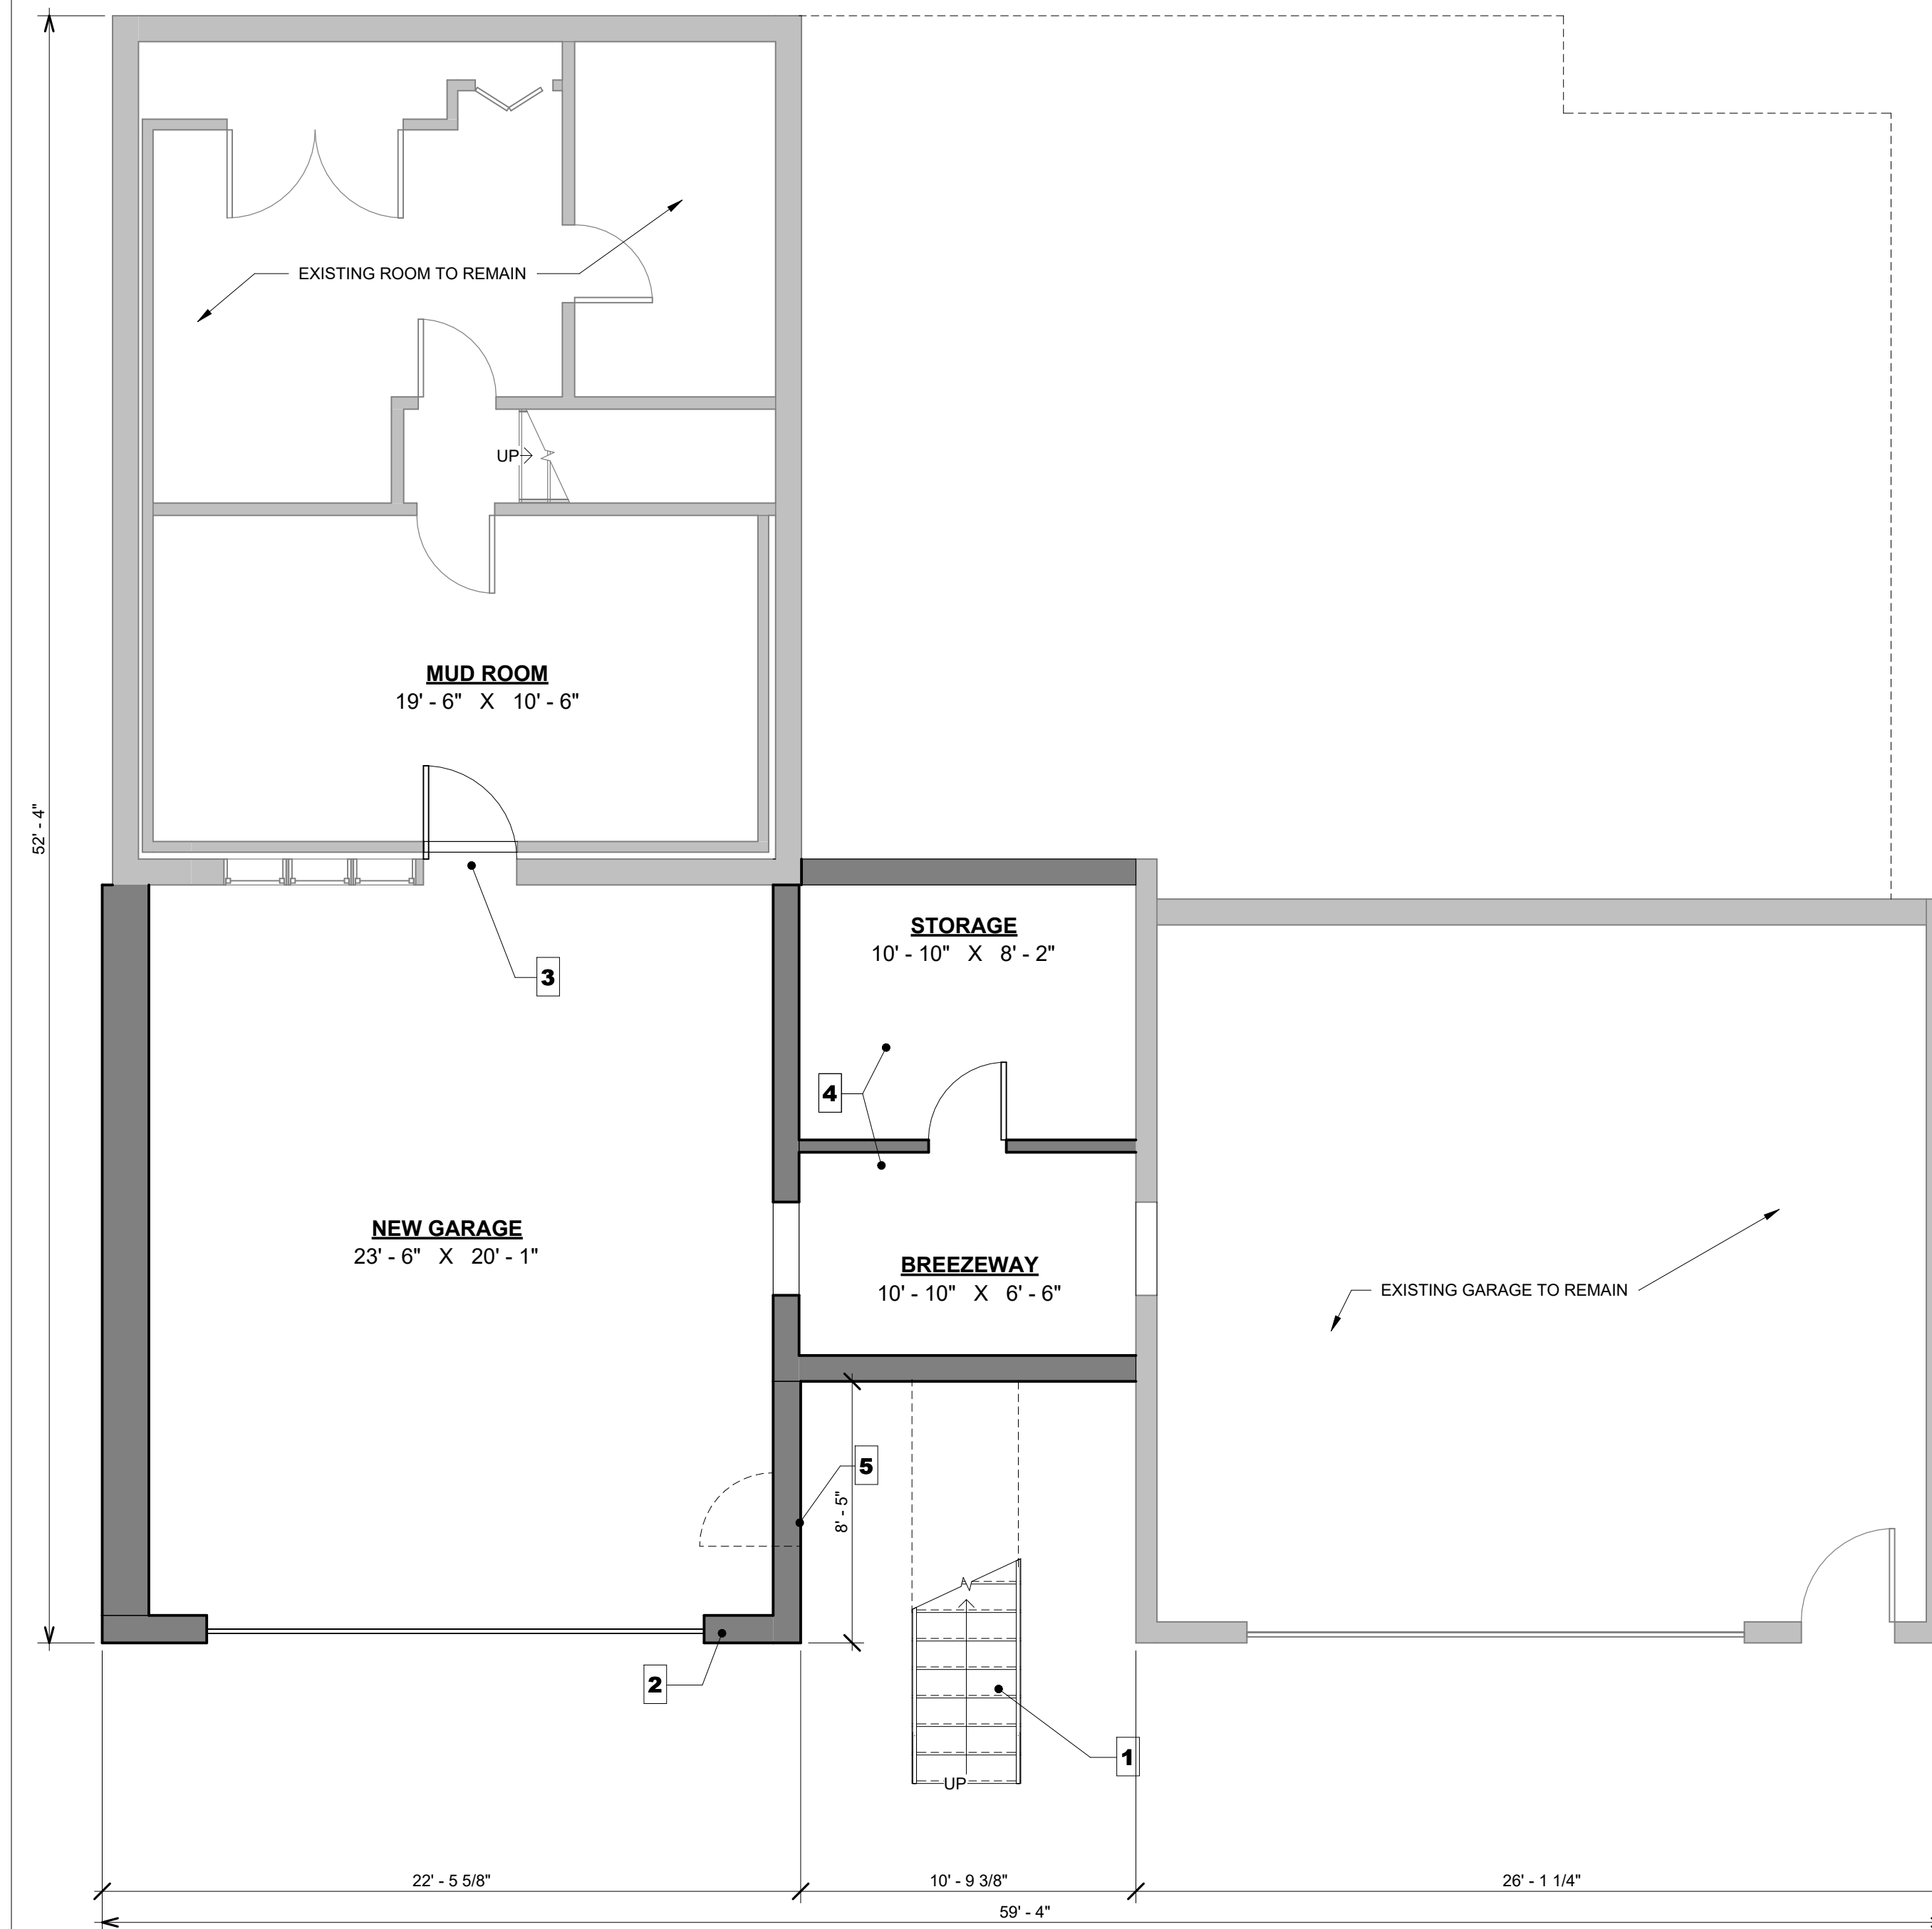 EXISTING ROOM TO REMAIN
UP
MUD ROOM
19' - 6" X 10' - 6"
52' - 4"
STORAGE
10' - 10" X 8' - 2"
3
4
NEW GARAGE
23' - 6" X 20' - 1"
BREEZEWAY
10' - 10" X 6' - 6"
EXISTING GARAGE TO REMAIN
5
8' - 5"
2
1
UP
22' - 5 5/8"
10' - 9 3/8"
26' - 1 1/4"
59' - 4"